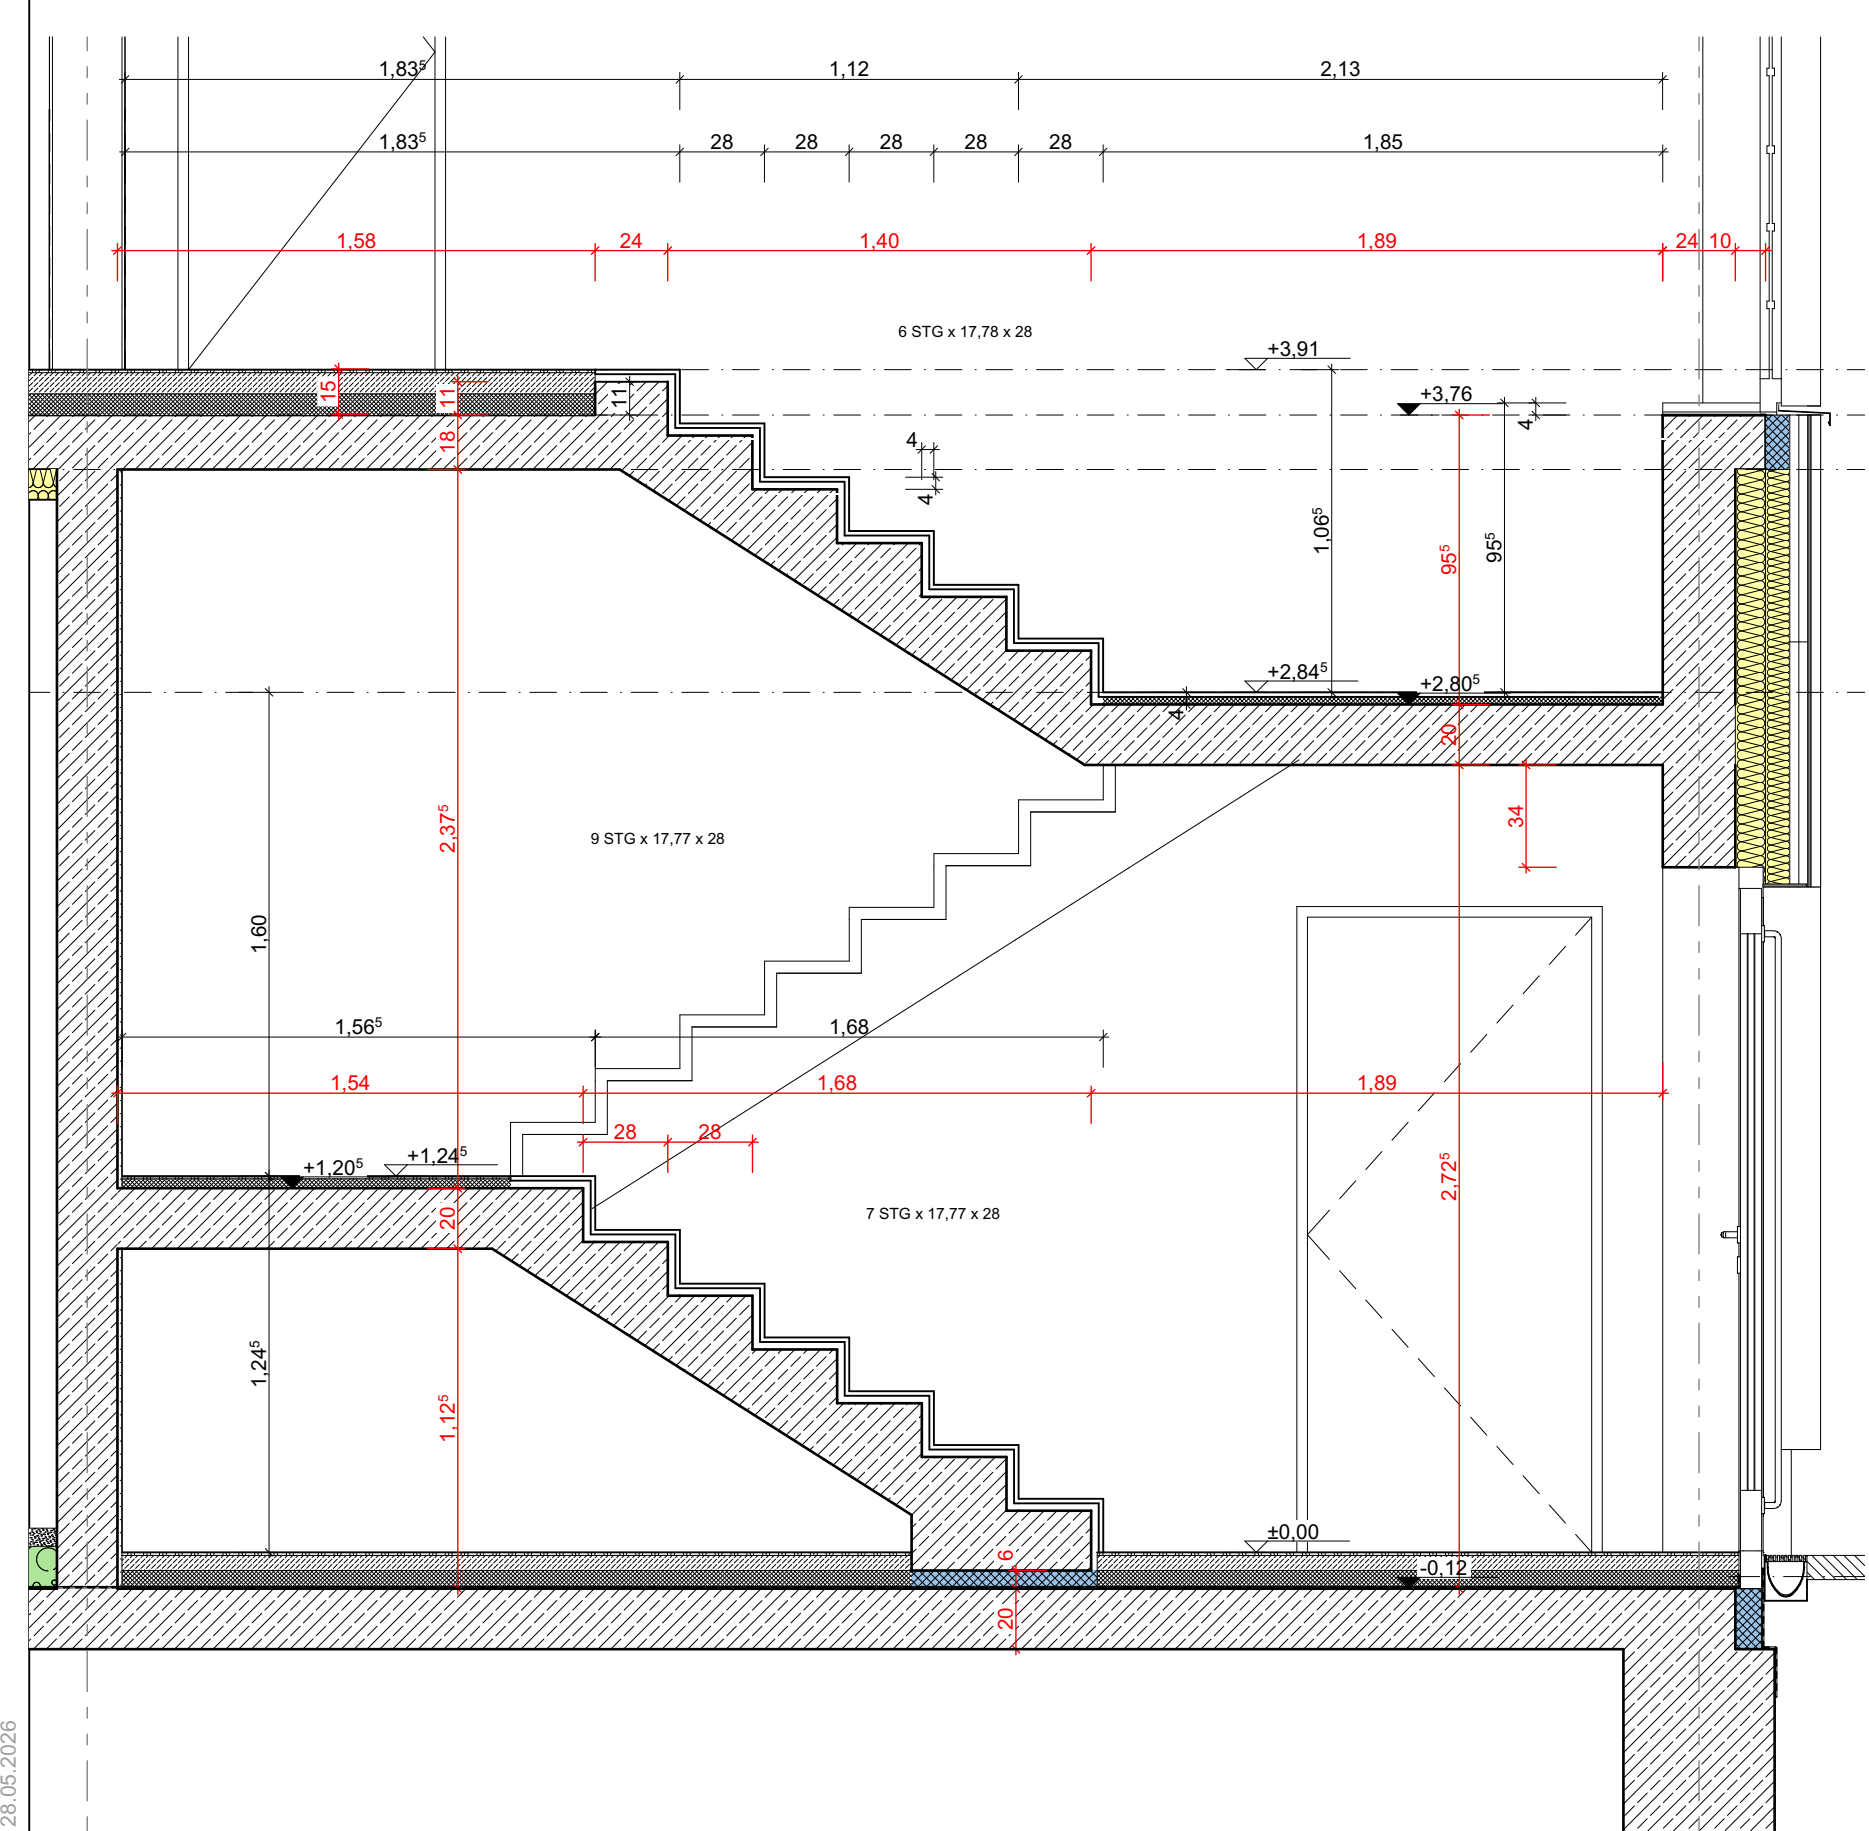 1,83⁵ 1,12 2,13
1,83⁵ 28 28 28 28 28 1,85
1,58 24 1,40 1,89 24 10
6 STG x 17,78 x 28
+3,91
15 11 11 +3,76 4
18 4
4
1,06⁵ 95⁵ 95⁵
+2,84⁵ +2,80⁵
4 20
34
2,37⁵ 9 STG x 17,77 x 28
1,60
1,56⁵ 1,68
1,54 1,68 1,89
28 28
+1,20⁵ +1,24⁵
2,72⁵
20 7 STG x 17,77 x 28
1,24⁵
1,12⁵
±0,00
6 -0,12
20
28.05.2026